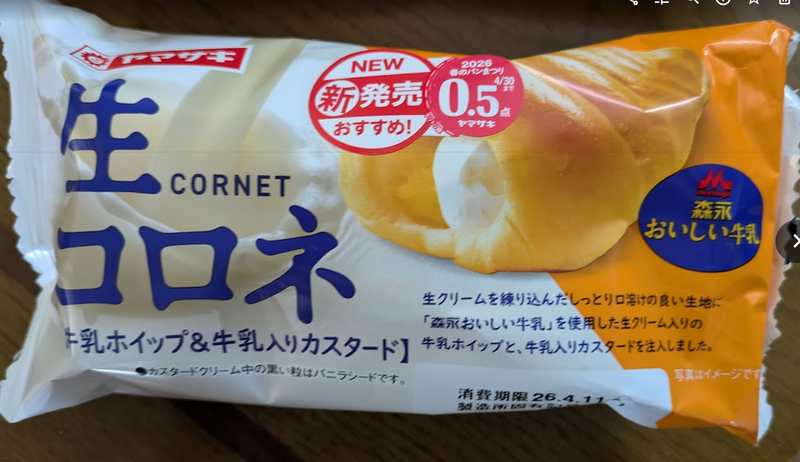 ヤマザキ
NEW
新発売
おすすめ!
2026
春のパンまつり
4/30
まで
0.5点
ヤマザキ
生
CORNET
コロネ
森永
おいしい牛乳
牛乳ホイップ&牛乳入りカスタード】
●カスタードクリーム中の黒い粒はバニラシードです。
生クリームを練り込んだしっとり口溶けの良い生地に
「森永おいしい牛乳」を使用した生クリーム入りの
牛乳ホイップと、牛乳入りカスタードを注入しました。
写真はイメージです
消費期限 26.4.11